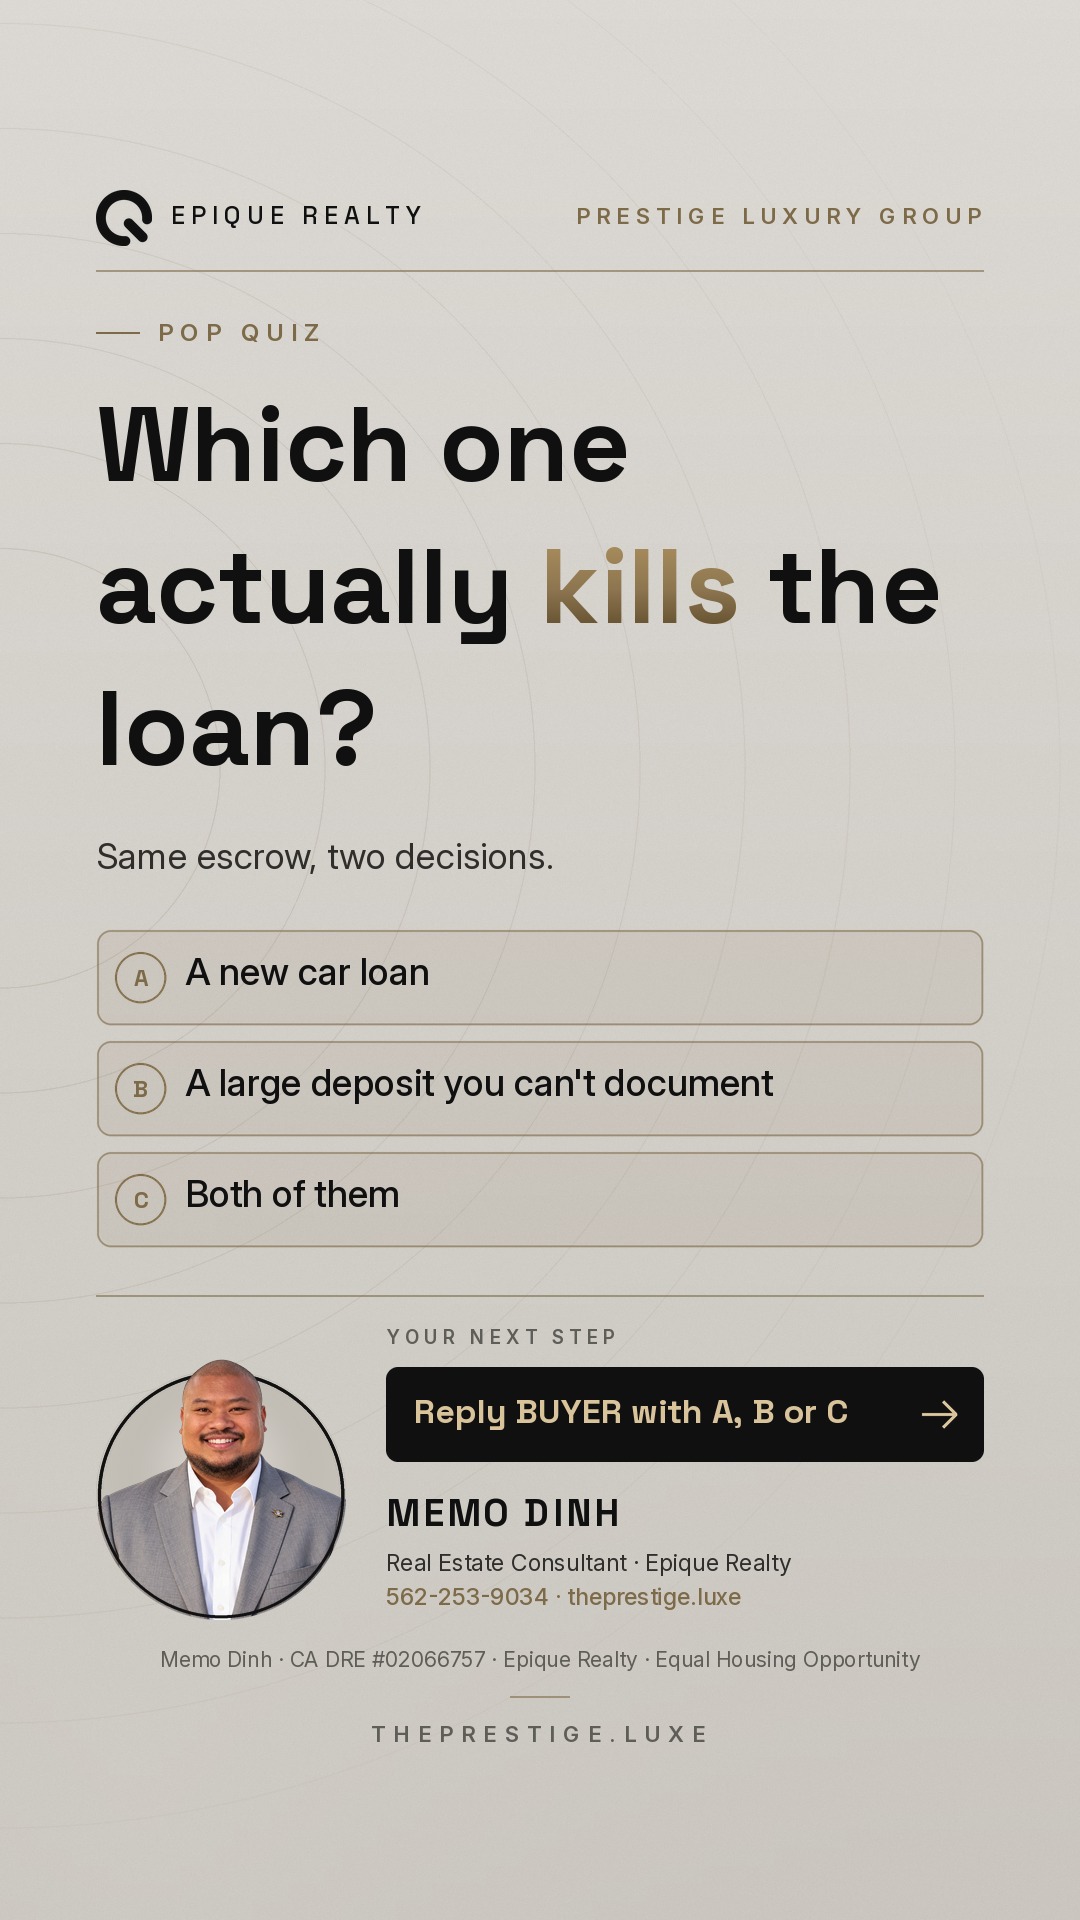 EPIQUE REALTY
PRESTIGE LUXURY GROUP
POP QUIZ
Which one
actually kills the
loan?
Same escrow, two decisions.
A A new car loan
B A large deposit you can't document
C Both of them
YOUR NEXT STEP
Reply BUYER with A, B or C →
MEMO DINH
Real Estate Consultant · Epique Realty
562-253-9034 · theprestige.luxe
Memo Dinh · CA DRE #02066757 · Epique Realty · Equal Housing Opportunity
THEPRESTIGE.LUXE